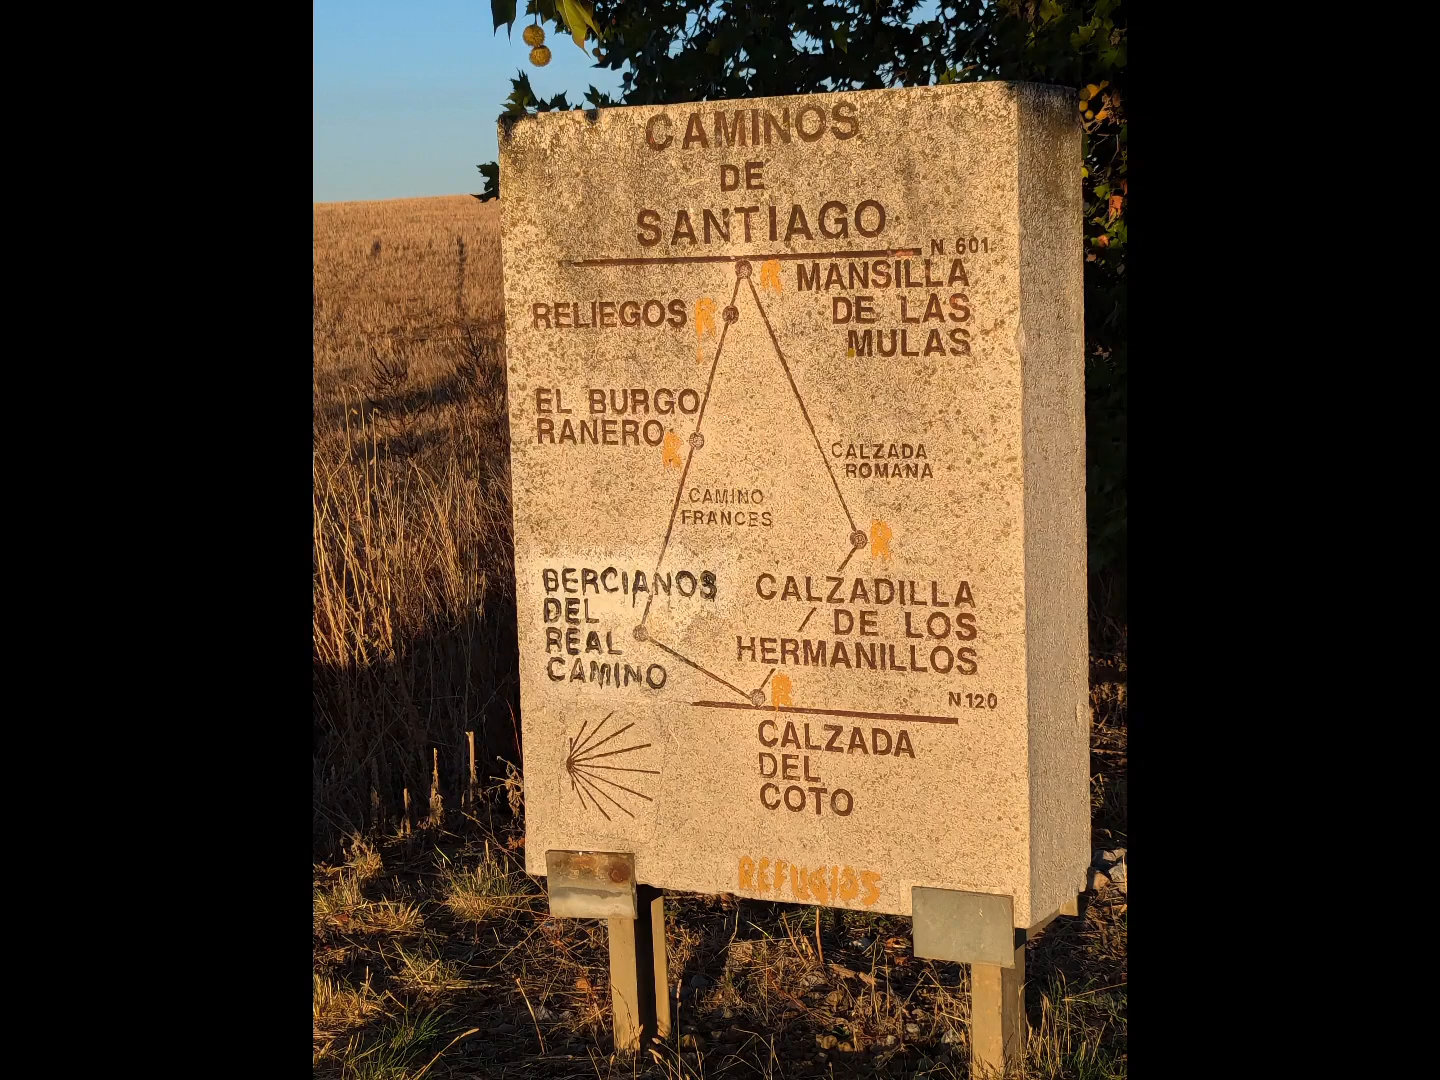 CAMINOS
DE
SANTIAGO
N 601
R
MANSILLA
DE LAS
MULAS
RELIEGOS R
EL BURGO
RANERO
R
CALZADA
ROMANA
CAMINO
FRANCES
R
BERCIANOS
DEL
REAL
CAMINO
CALZADILLA
DE LOS
HERMANILLOS
R
N 120
CALZADA
DEL
COTO
REFUGIOS